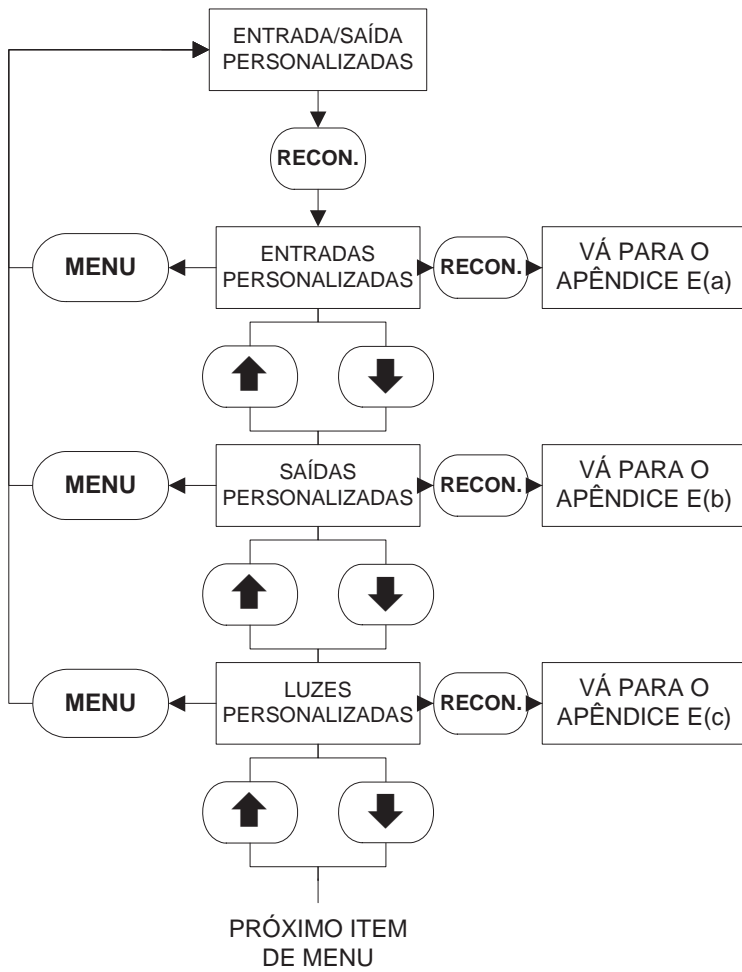 ENTRADA/SAÍDA
PERSONALIZADAS
RECON.
MENU
ENTRADAS
PERSONALIZADAS
RECON.
VÁ PARA O
APÊNDICE E(a)
MENU
SAÍDAS
PERSONALIZADAS
RECON.
VÁ PARA O
APÊNDICE E(b)
MENU
LUZES
PERSONALIZADAS
RECON.
VÁ PARA O
APÊNDICE E(c)
PRÓXIMO ITEM
DE MENU